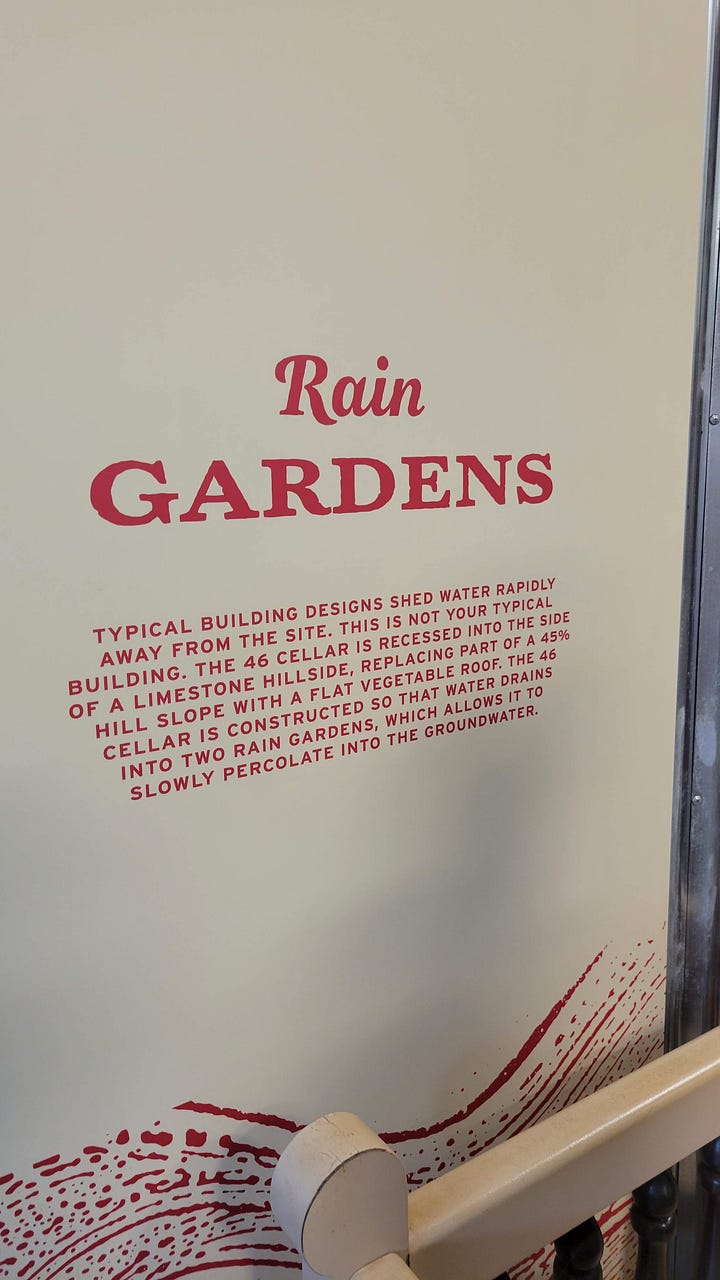 Rain
GARDENS
TYPICAL BUILDING DESIGNS SHED WATER RAPIDLY
AWAY FROM THE SITE. THIS IS NOT YOUR TYPICAL
BUILDING. THE 46 CELLAR IS RECESSED INTO THE SIDE
OF A LIMESTONE HILLSIDE, REPLACING PART OF A 45%
HILL SLOPE WITH A FLAT VEGETABLE ROOF. THE 46
CELLAR IS CONSTRUCTED SO THAT WATER DRAINS
INTO TWO RAIN GARDENS, WHICH ALLOWS IT TO
SLOWLY PERCOLATE INTO THE GROUNDWATER.